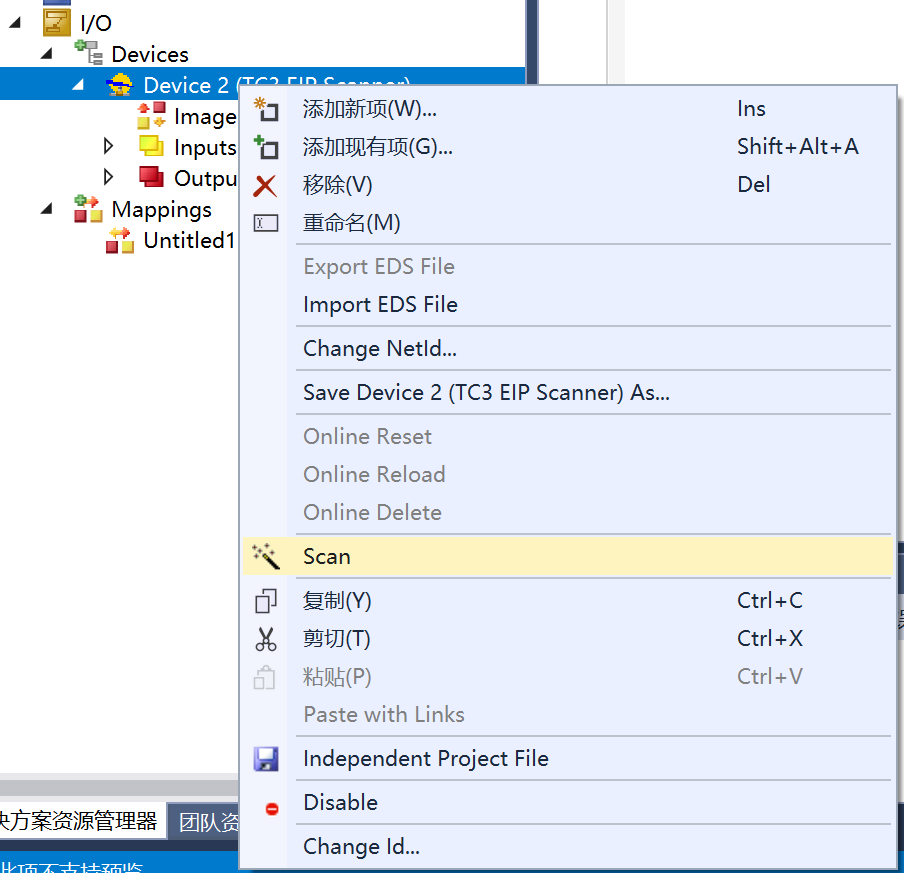 I/O
Devices
Device 2 (TC3 EIP Scanner)
Image
Inputs
Outpu
Mappings
Untitled1
添加新项(W)... Ins
添加现有项(G)... Shift+Alt+A
移除(V) Del
重命名(M)
Export EDS File
Import EDS File
Change NetId...
Save Device 2 (TC3 EIP Scanner) As...
Online Reset
Online Reload
Online Delete
Scan
复制(Y) Ctrl+C
剪切(T) Ctrl+X
粘贴(P) Ctrl+V
Paste with Links
Independent Project File
Disable
Change Id...
决方案资源管理器 团队资
此项不支持预览